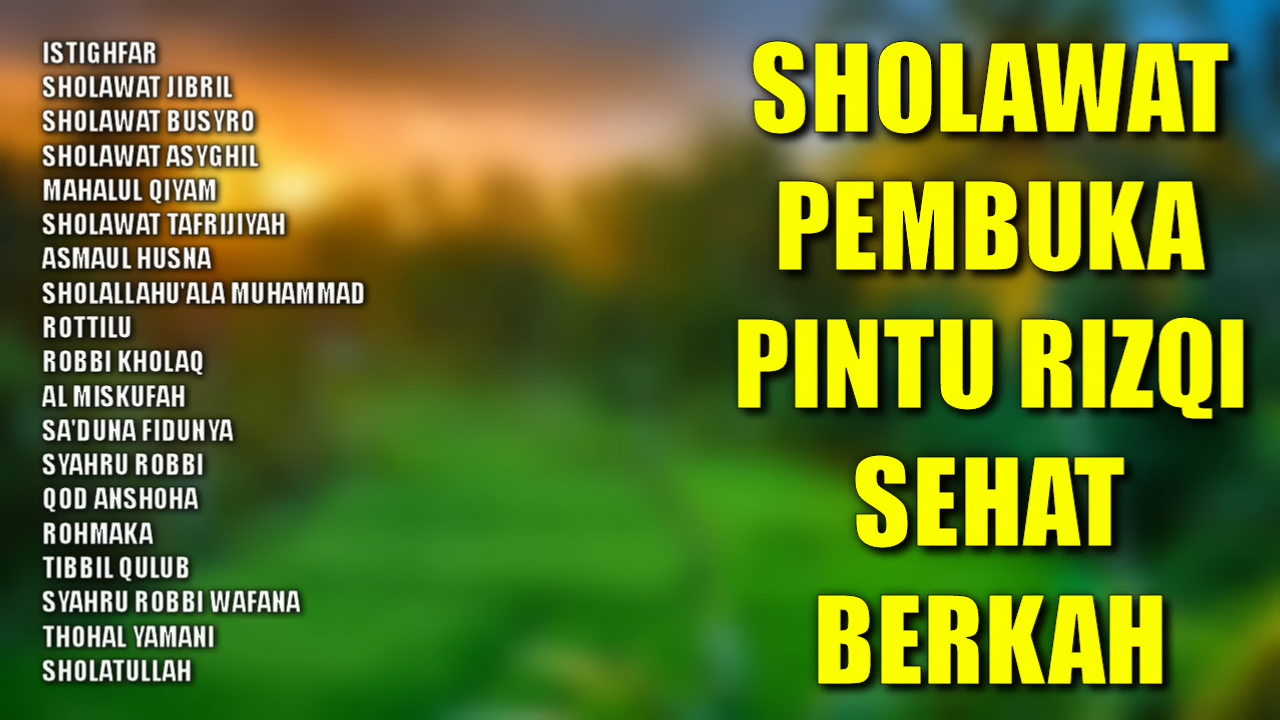 ISTIGHFAR
SHOLAWAT JIBRIL
SHOLAWAT BUSYRO
SHOLAWAT ASYGHIL
MAHALUL QIYAM
SHOLAWAT TAFRIJIYAH
ASMAUL HUSNA
SHOLALLAHU'ALA MUHAMMAD
ROTTILU
ROBBI KHOLAQ
AL MISKUFAH
SA'DUNA FIDUNYA
SYAHRU ROBBI
QOD ANSHOHA
ROHMAKA
TIBBIL QULUB
SYAHRU ROBBI WAFANA
THOHAL YAMANI
SHOLATULLAH
SHOLAWAT
PEMBUKA
PINTU RIZQI
SEHAT
BERKAH